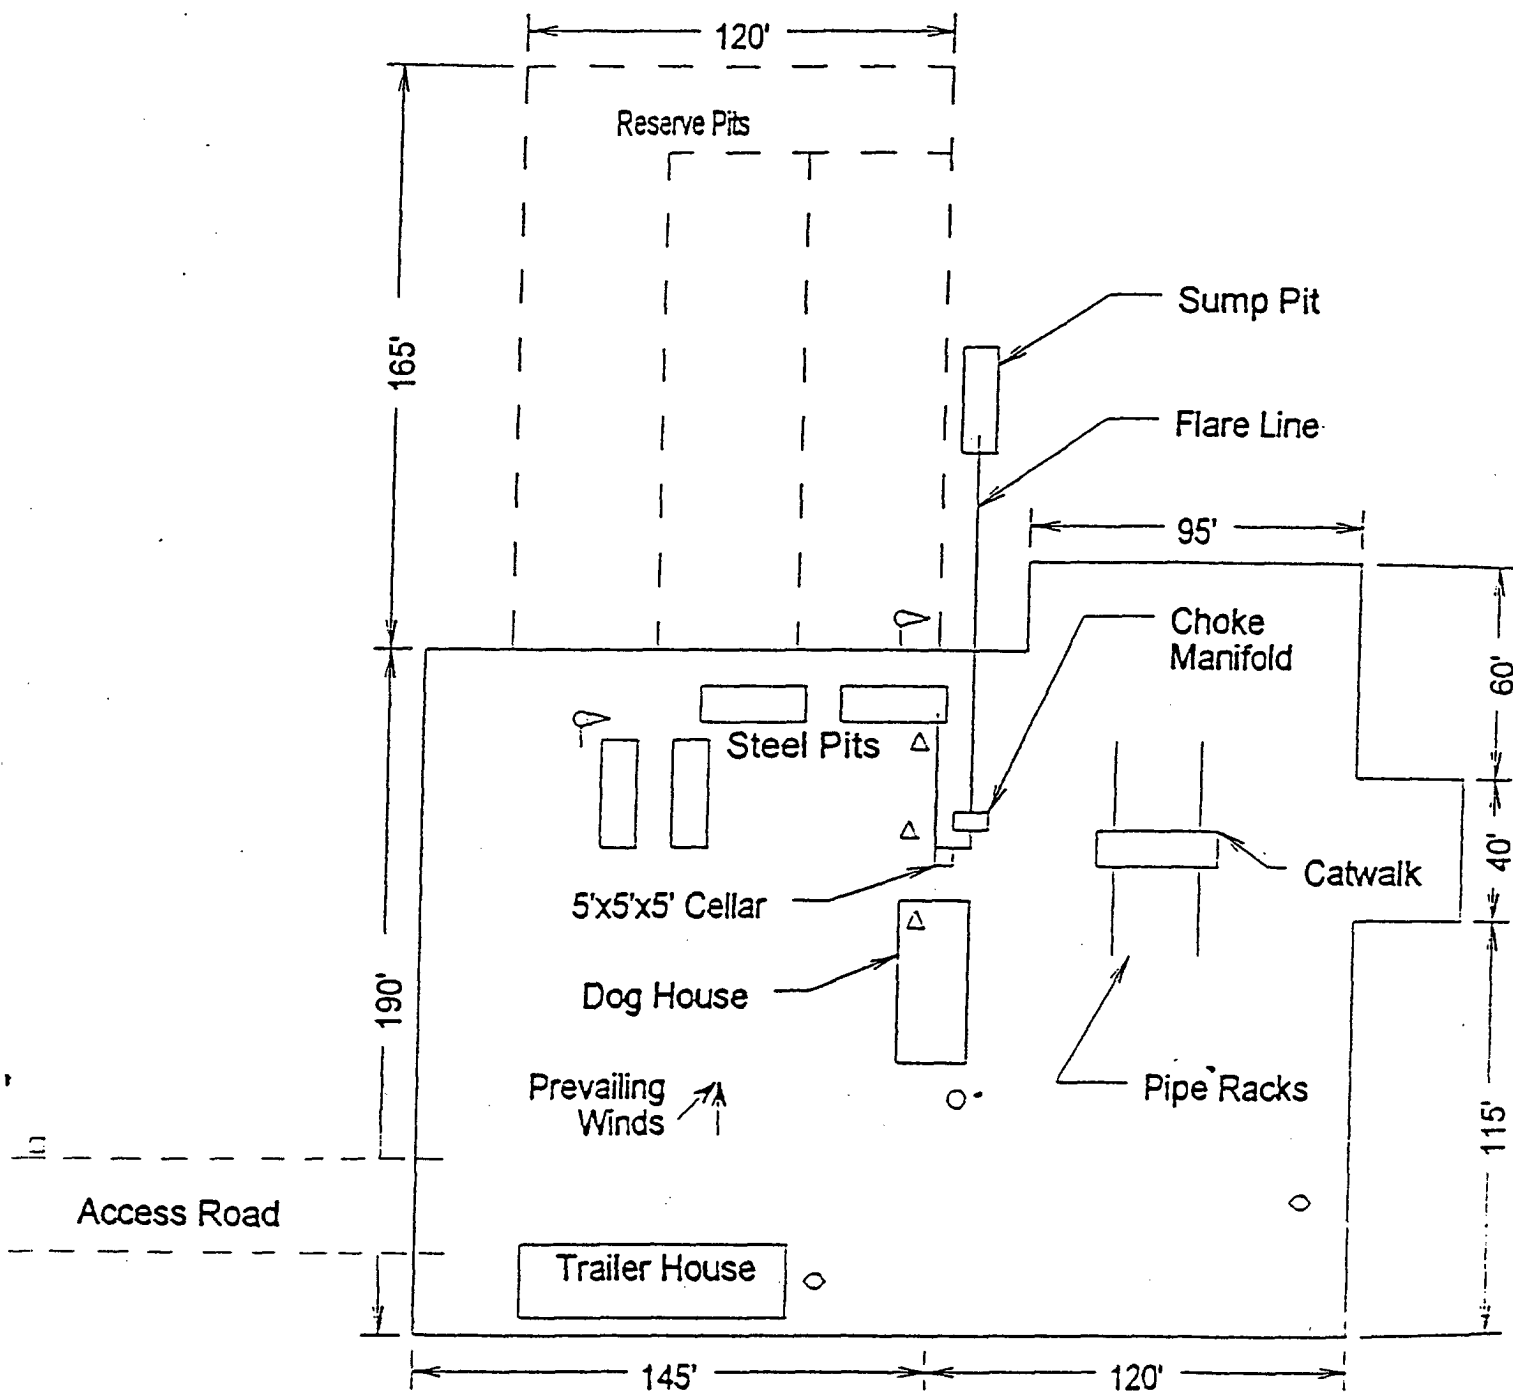 120'
Reserve Pits
165'
Sump Pit
Flare Line
95'
Choke
Manifold
60'
Steel Pits
40'
Catwalk
5'x5'x5' Cellar
190'
Dog House
Prevailing
Winds
Pipe Racks
115'
Access Road
Trailer House
145'
120'